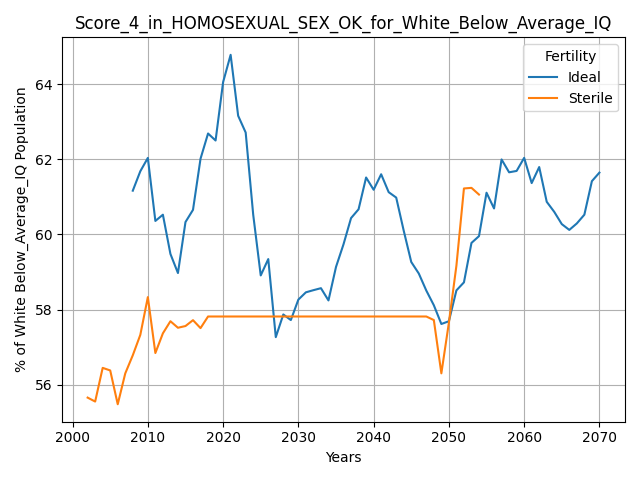 Score_4_in_HOMOSEXUAL_SEX_OK_for_White_Below_Average_IQ
% of White Below_Average_IQ Population
64
62
60
58
56
Fertility
Ideal
Sterile
2000 2010 2020 2030 2040 2050 2060 2070
Years